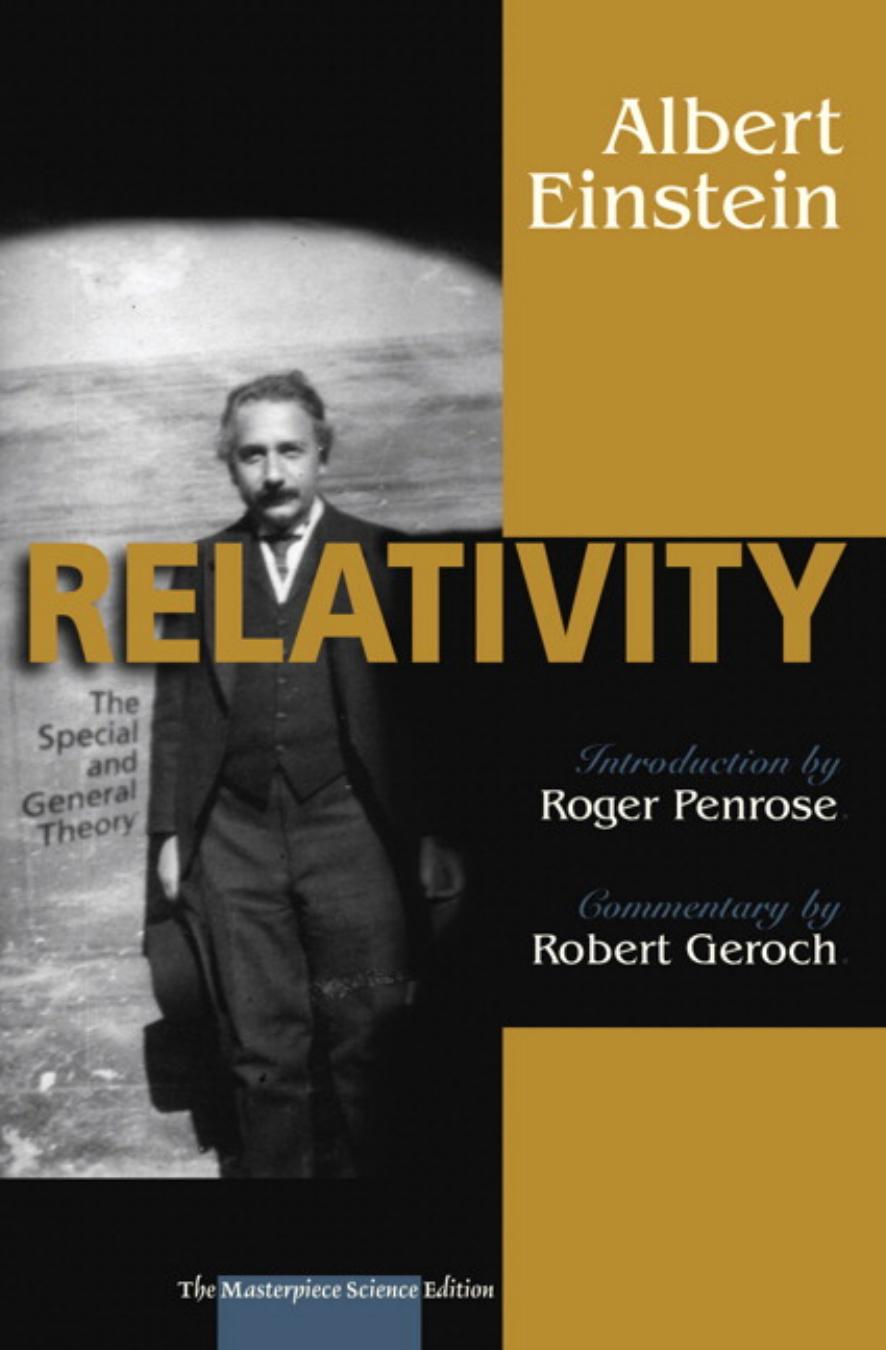 Albert
Einstein
RELATIVITY
The
Special
and
General
Theory
Introduction by
Roger Penrose
Commentary by
Robert Geroch
The Masterpiece Science Edition